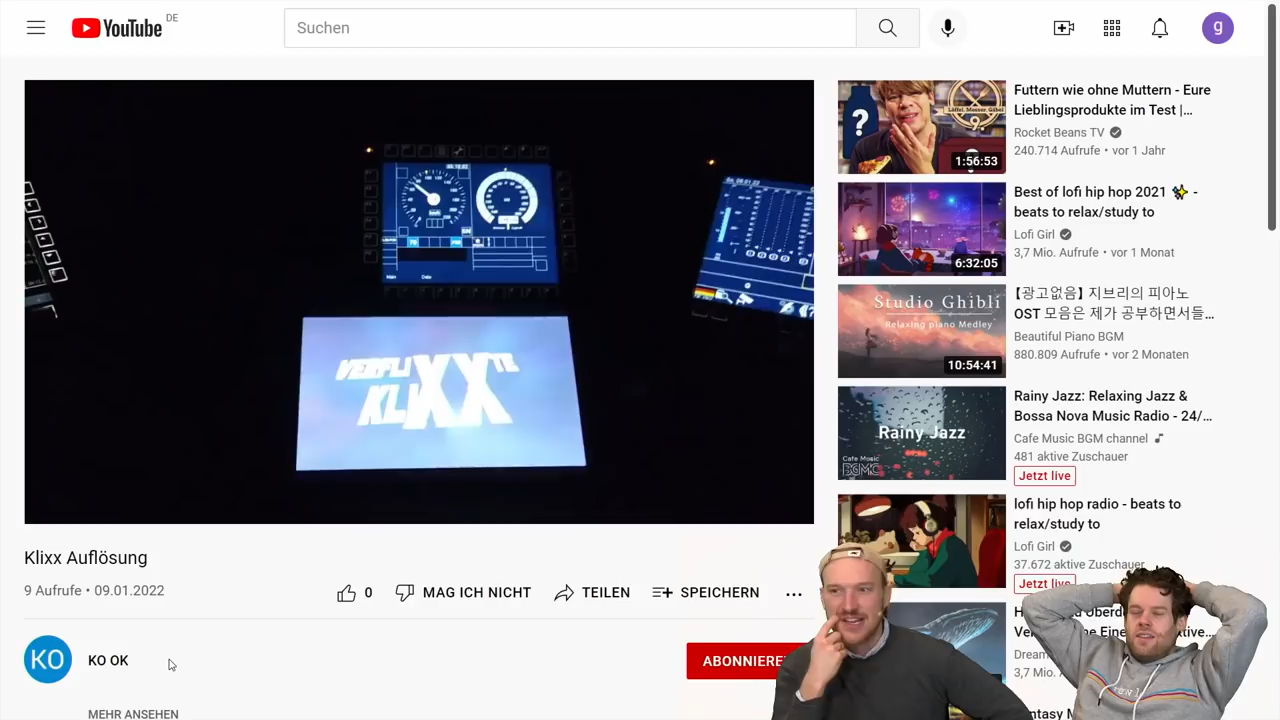 YouTube DE
Suchen
g
VERFLIXXTE
KLIXX
Klixx Auflösung
9 Aufrufe • 09.01.2022
0 MAG ICH NICHT TEILEN SPEICHERN ...
KO KO OK
MEHR ANSEHEN
Löffel, Messer, Gabel
?
1:56:53
Futtern wie ohne Muttern - Eure
Lieblingsprodukte im Test |...
Rocket Beans TV
240.714 Aufrufe • vor 1 Jahr
6:32:05
Best of lofi hip hop 2021 ✨ -
beats to relax/study to
Lofi Girl
3,7 Mio. Aufrufe • vor 1 Monat
Studio Ghibli
Relaxing piano Medley
10:54:41
【광고없음】 지브리의 피아노
OST 모음은 제가 공부하면서들...
Beautiful Piano BGM
880.809 Aufrufe • vor 2 Monaten
Rainy Jazz
Cafe Music
BGMC
Rainy Jazz: Relaxing Jazz &
Bossa Nova Music Radio - 24/...
Cafe Music BGM channel
481 aktive Zuschauer
Jetzt live
lofi hip hop radio - beats to
relax/study to
Lofi Girl
37.672 aktive Zuschauer
Jetzt live